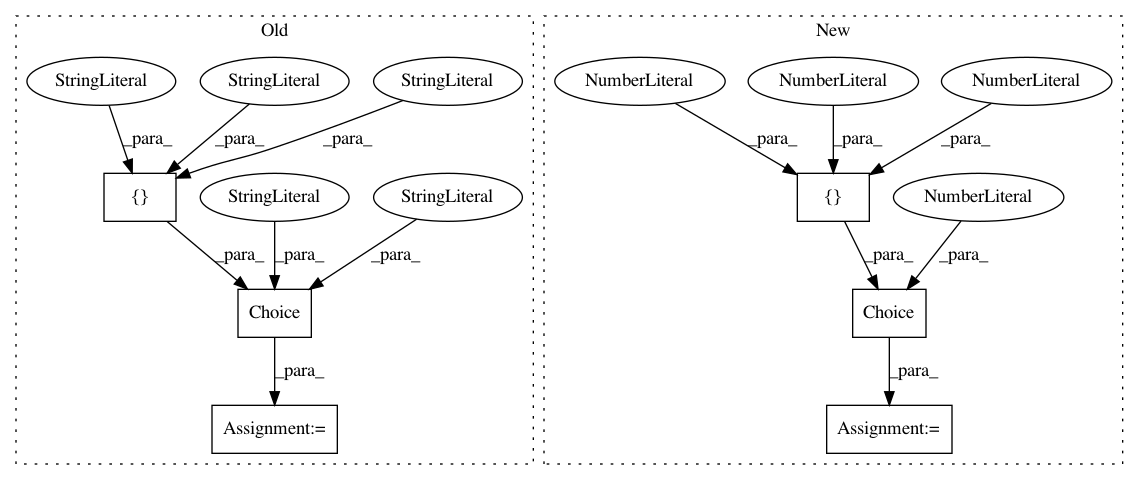 Old
New
StringLiteral StringLiteral StringLiteral
NumberLiteral NumberLiteral NumberLiteral
_para_ _para_ _para_
_para_ _para_ _para_
{} StringLiteral StringLiteral
{} NumberLiteral
_para_ _para_ _para_
_para_ _para_
Choice
Choice
_para_
_para_
Assignment:=
Assignment:=